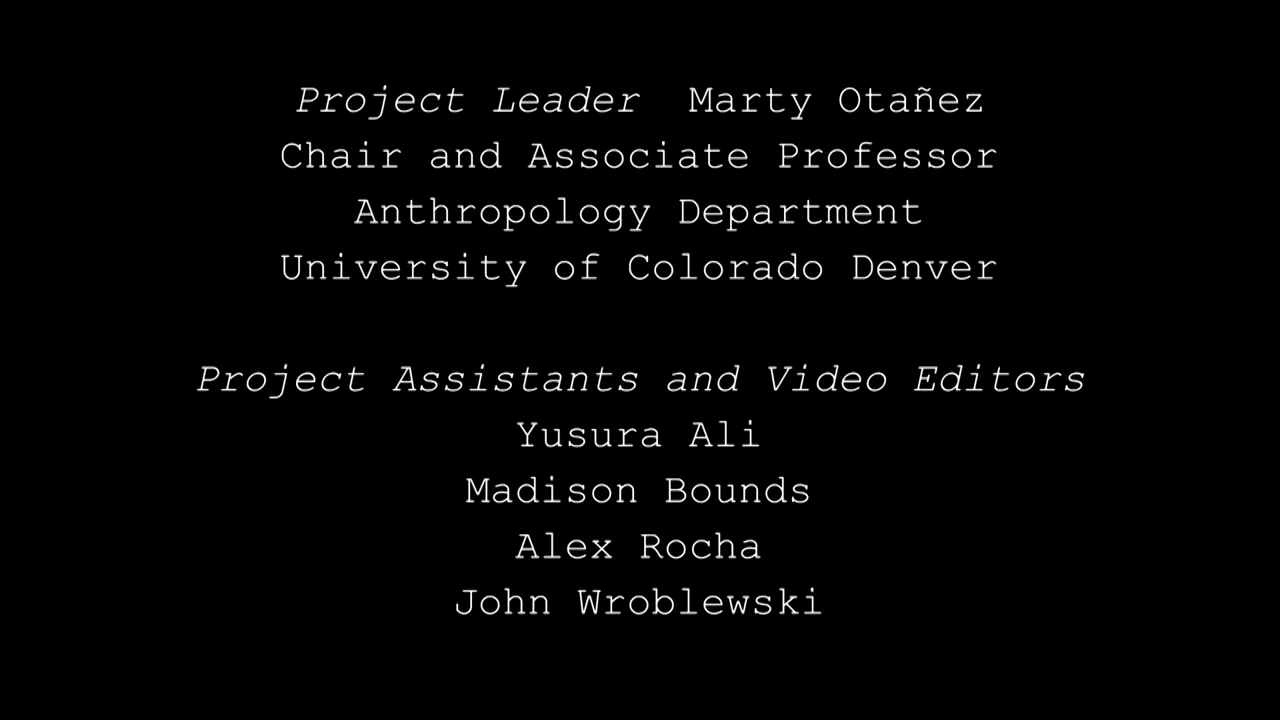 Project Leader  Marty Otañez
Chair and Associate Professor
Anthropology Department
University of Colorado Denver
Project Assistants and Video Editors
Yusura Ali
Madison Bounds
Alex Rocha
John Wroblewski